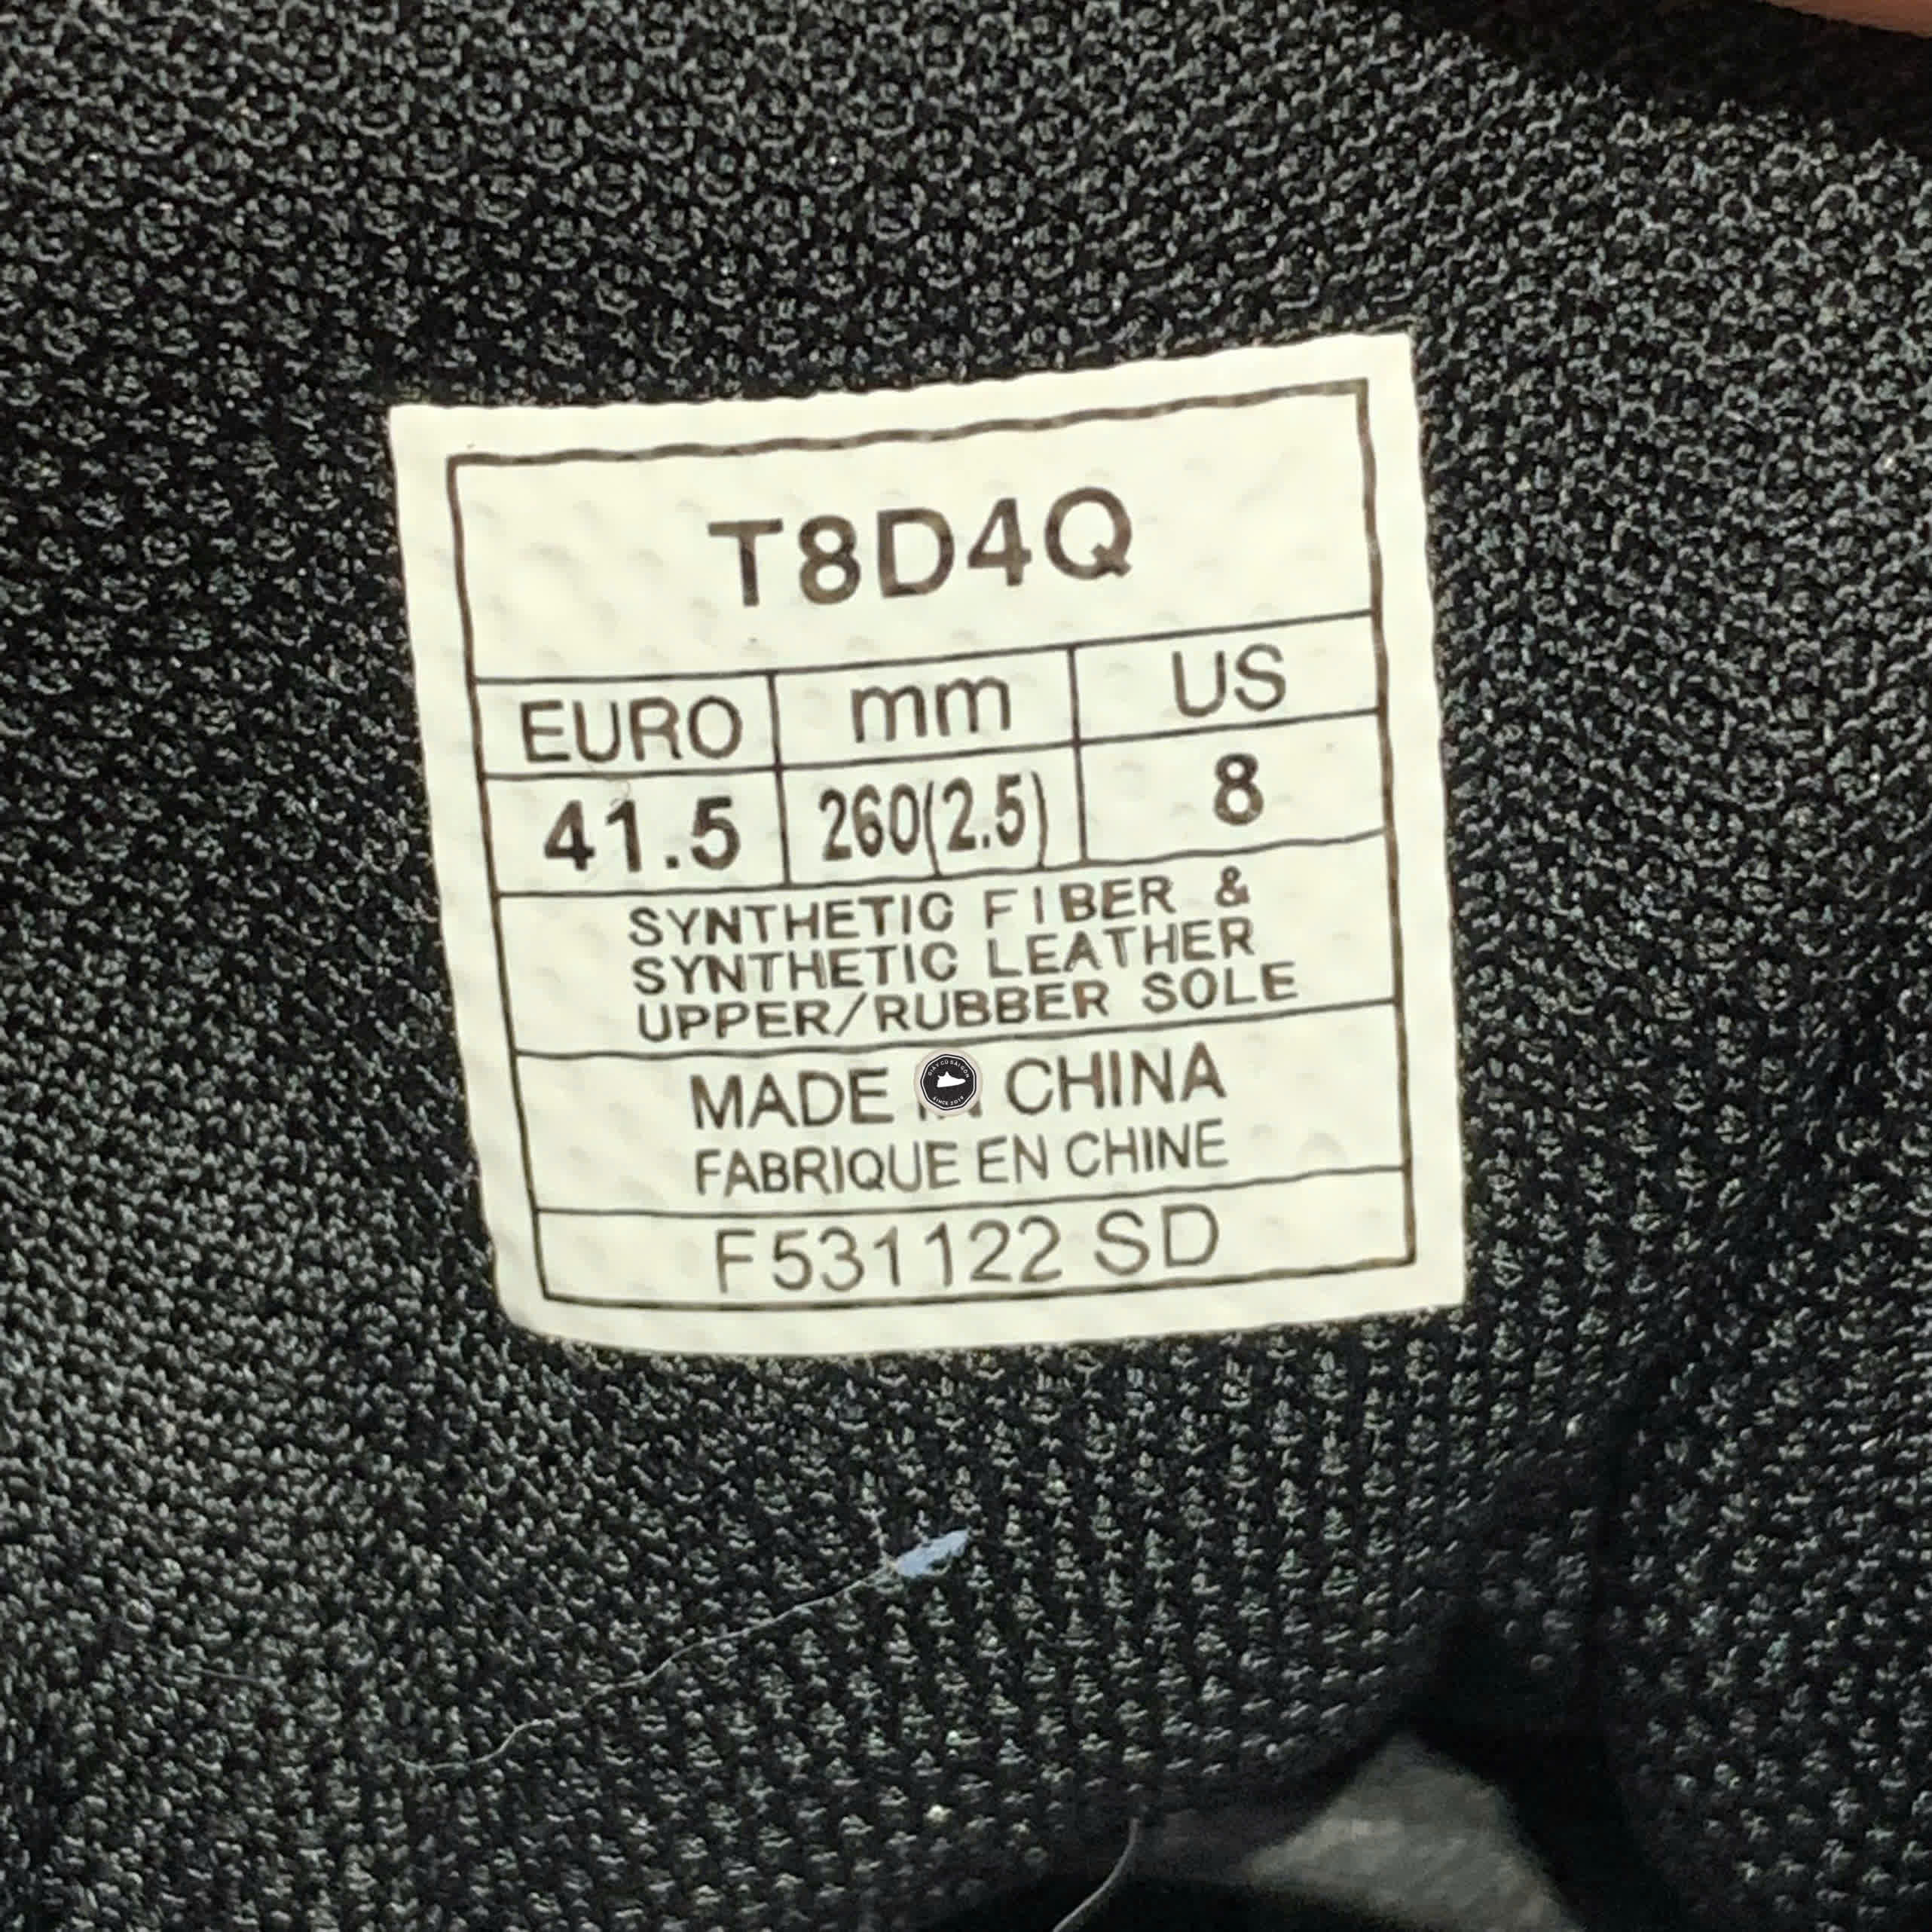 T8D4Q
EURO mm US
41.5 260(2.5) 8
SYNTHETIC FIBER &
SYNTHETIC LEATHER
UPPER/RUBBER SOLE
MADE CHINA
FABRIQUE EN CHINE
F531122 SD